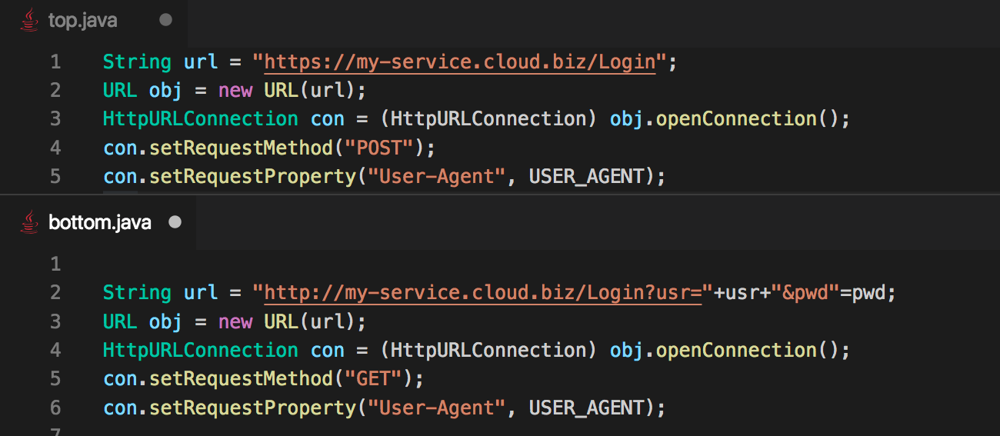 top.java
1 String url = "https://my-service.cloud.biz/Login";
2 URL obj = new URL(url);
3 HttpURLConnection con = (HttpURLConnection) obj.openConnection();
4 con.setRequestMethod("POST");
5 con.setRequestProperty("User-Agent", USER_AGENT);
bottom.java
1
2 String url = "http://my-service.cloud.biz/Login?usr="+usr+"&pwd"=pwd;
3 URL obj = new URL(url);
4 HttpURLConnection con = (HttpURLConnection) obj.openConnection();
5 con.setRequestMethod("GET");
6 con.setRequestProperty("User-Agent", USER_AGENT);
7